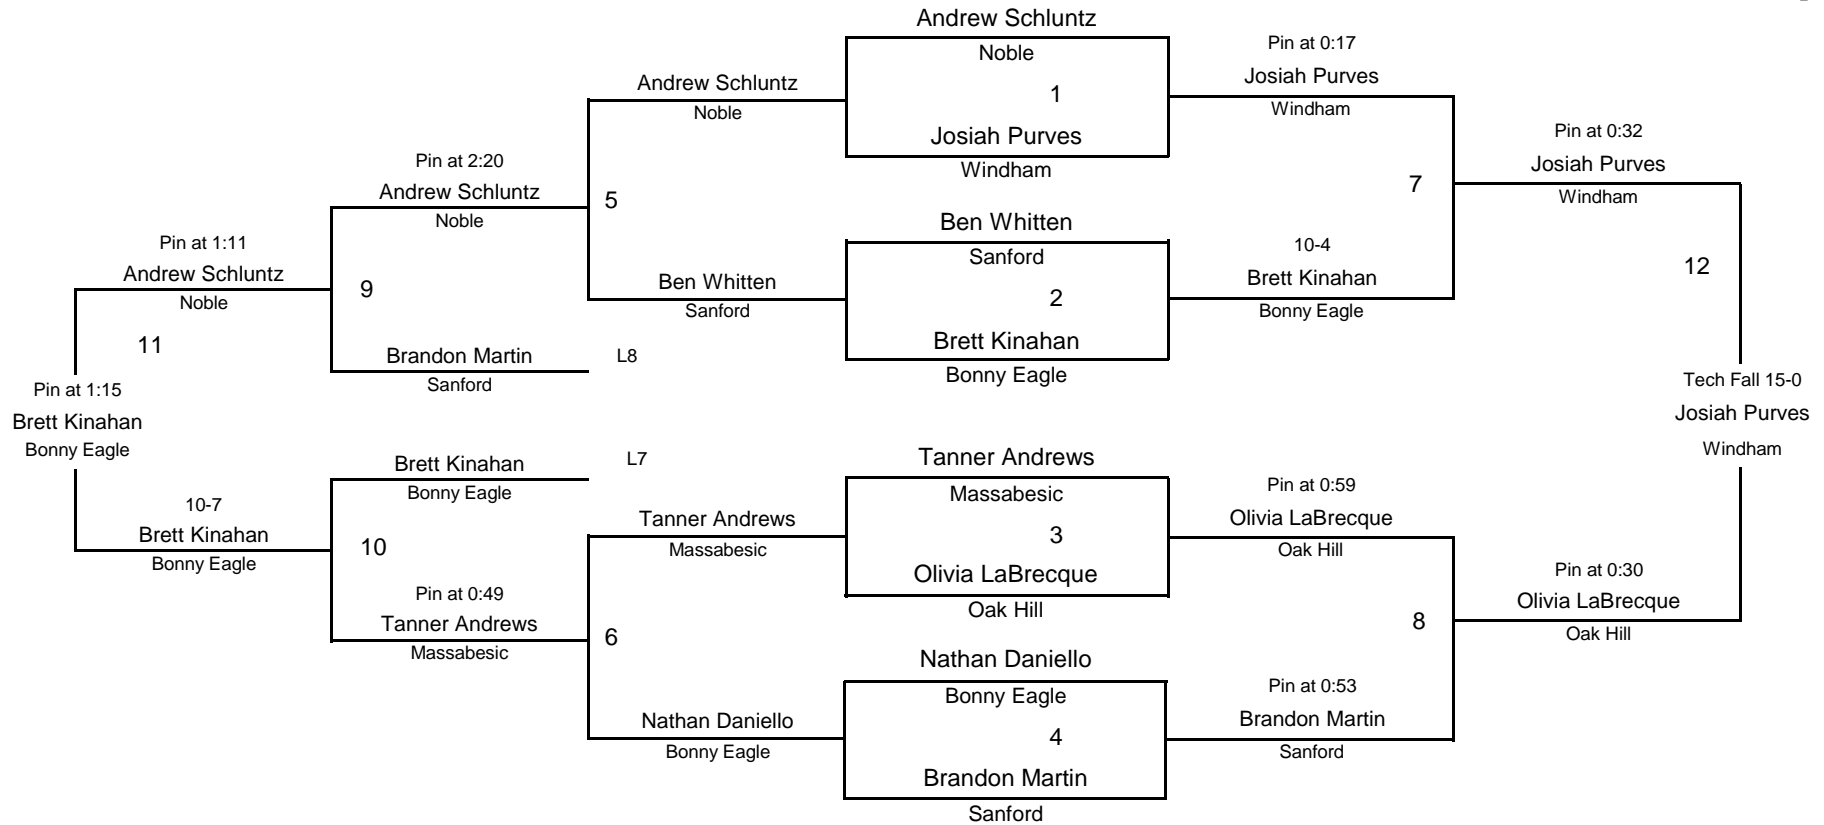 Andrew Schluntz
Noble
1
Josiah Purves
Windham
Ben Whitten
Sanford
2
Brett Kinahan
Bonny Eagle
Tanner Andrews
Massabesic
3
Olivia LaBrecque
Oak Hill
Nathan Daniello
Bonny Eagle
4
Brandon Martin
Sanford
Pin at 0:17
Josiah Purves
Windham
7
10-4
Brett Kinahan
Bonny Eagle
Pin at 0:59
Olivia LaBrecque
Oak Hill
8
Pin at 0:53
Brandon Martin
Sanford
Pin at 0:32
Josiah Purves
Windham
12
Pin at 0:30
Olivia LaBrecque
Oak Hill
Tech Fall 15-0
Josiah Purves
Windham
Andrew Schluntz
Noble
5
Ben Whitten
Sanford
Tanner Andrews
Massabesic
6
Nathan Daniello
Bonny Eagle
Pin at 2:20
Andrew Schluntz
Noble
9
Brandon Martin
Sanford
L8
Brett Kinahan
Bonny Eagle
L7
10
Pin at 0:49
Tanner Andrews
Massabesic
Pin at 1:11
Andrew Schluntz
Noble
11
10-7
Brett Kinahan
Bonny Eagle
Pin at 1:15
Brett Kinahan
Bonny Eagle